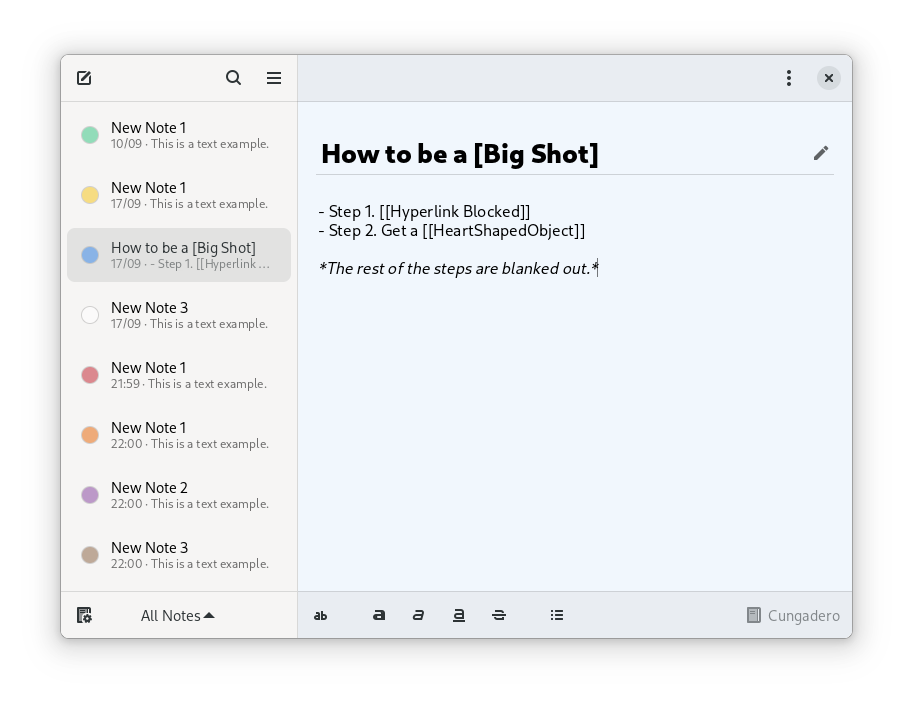 New Note 1
10/09 · This is a text example.
New Note 1
17/09 · This is a text example.
How to be a [Big Shot]
17/09 · - Step 1. [[Hyperlink ...
New Note 3
17/09 · This is a text example.
New Note 1
21:59 · This is a text example.
New Note 1
22:00 · This is a text example.
New Note 2
22:00 · This is a text example.
New Note 3
22:00 · This is a text example.
All Notes
How to be a [Big Shot]
- Step 1. [[Hyperlink Blocked]]
- Step 2. Get a [[HeartShapedObject]]
*The rest of the steps are blanked out.*
ab a a a S
Cungadero